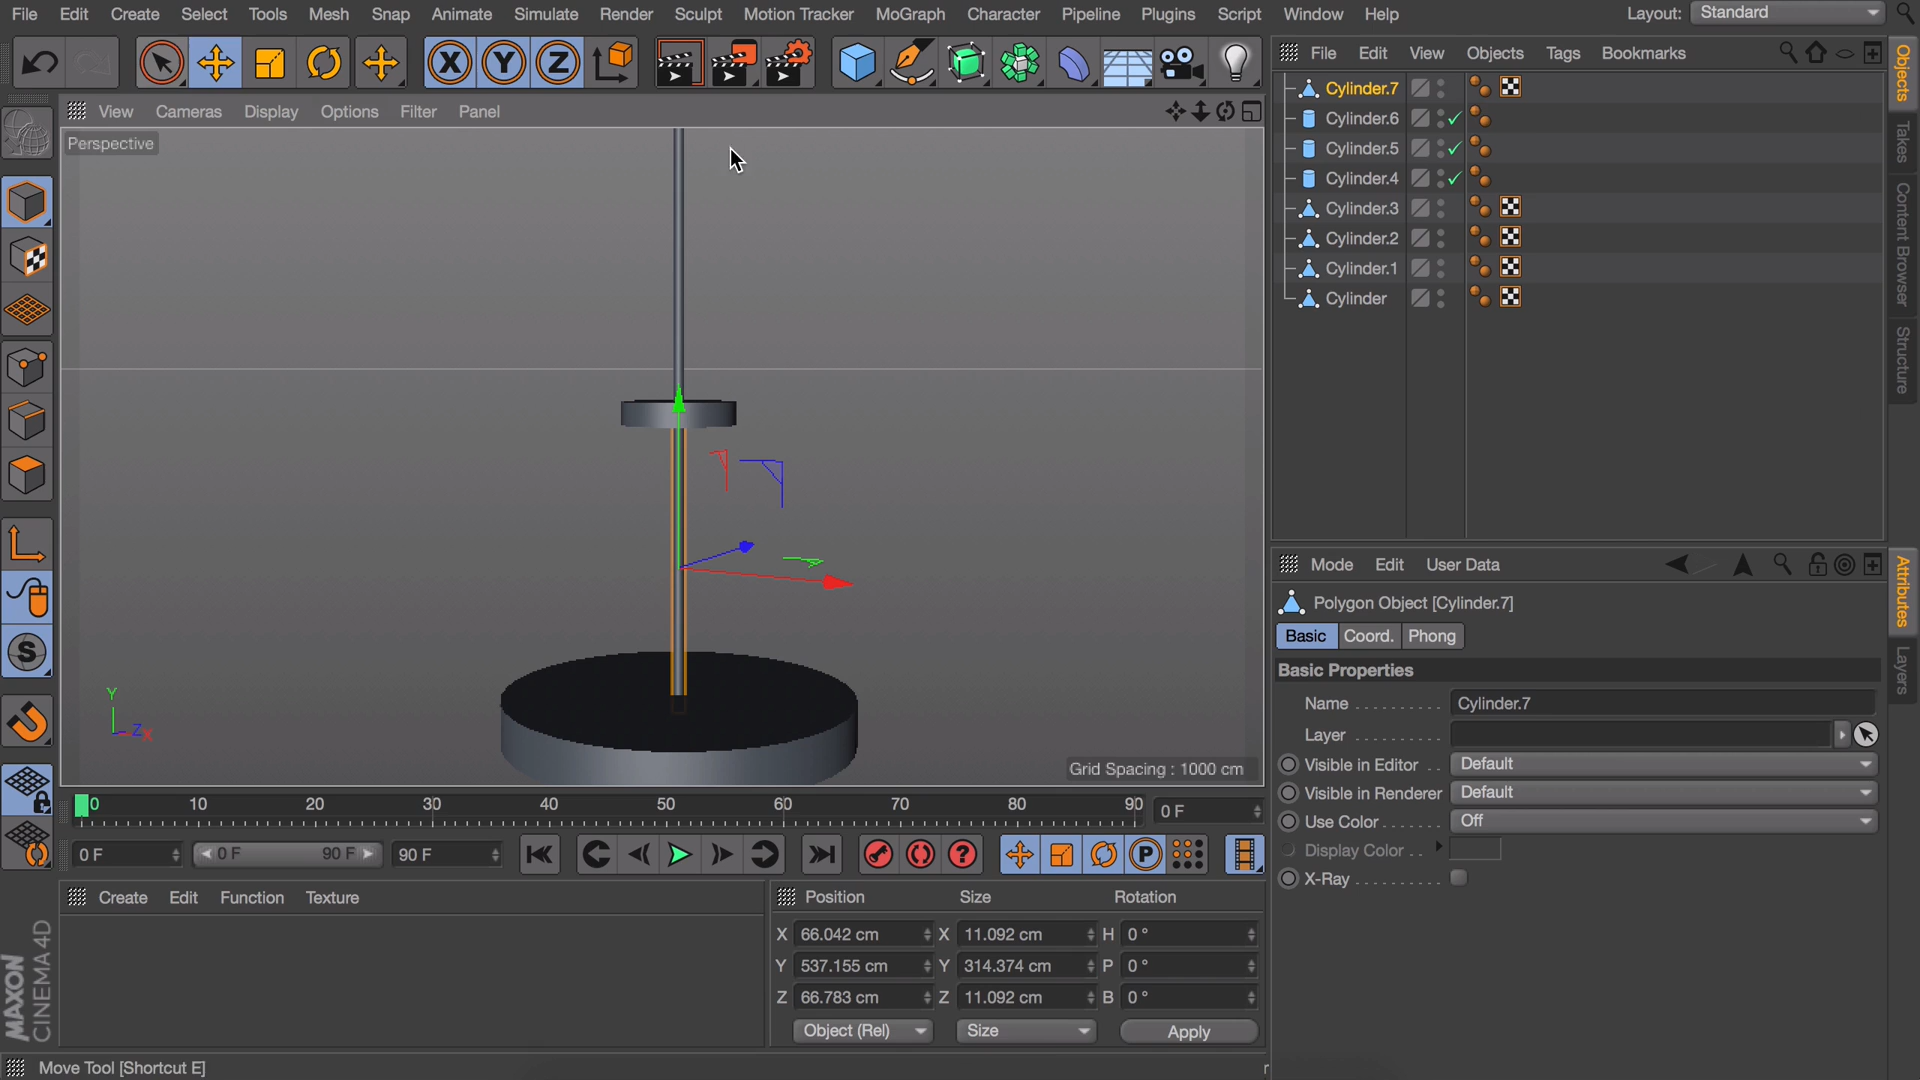 File Edit Create Select Tools Mesh Snap Animate Simulate Render Sculpt Motion Tracker MoGraph Character Pipeline Plugins Script Window Help Layout: Standard
X Y Z
File Edit View Objects Tags Bookmarks
View Cameras Display Options Filter Panel
Perspective
Cylinder.7
Cylinder.6
Cylinder.5
Cylinder.4
Cylinder.3
Cylinder.2
Cylinder.1
Cylinder
Objects
Takes
Content Browser
Structure
Mode Edit User Data
Polygon Object [Cylinder.7]
Basic Coord. Phong
Basic Properties
Name Cylinder.7
Layer
Visible in Editor Default
Visible in Renderer Default
Use Color Off
Display Color
X-Ray
Attributes
Layers
S
Y
Z X
Grid Spacing : 1000 cm
0 10 20 30 40 50 60 70 80 90 0 F
0 F 0 F 90 F 90 F ? P
Create Edit Function Texture
Position Size Rotation
X 66.042 cm X 11.092 cm H 0 °
Y 537.155 cm Y 314.374 cm P 0 °
Z 66.783 cm Z 11.092 cm B 0 °
Object (Rel) Size Apply
MAXON
CINEMA 4D
Move Tool [Shortcut E]